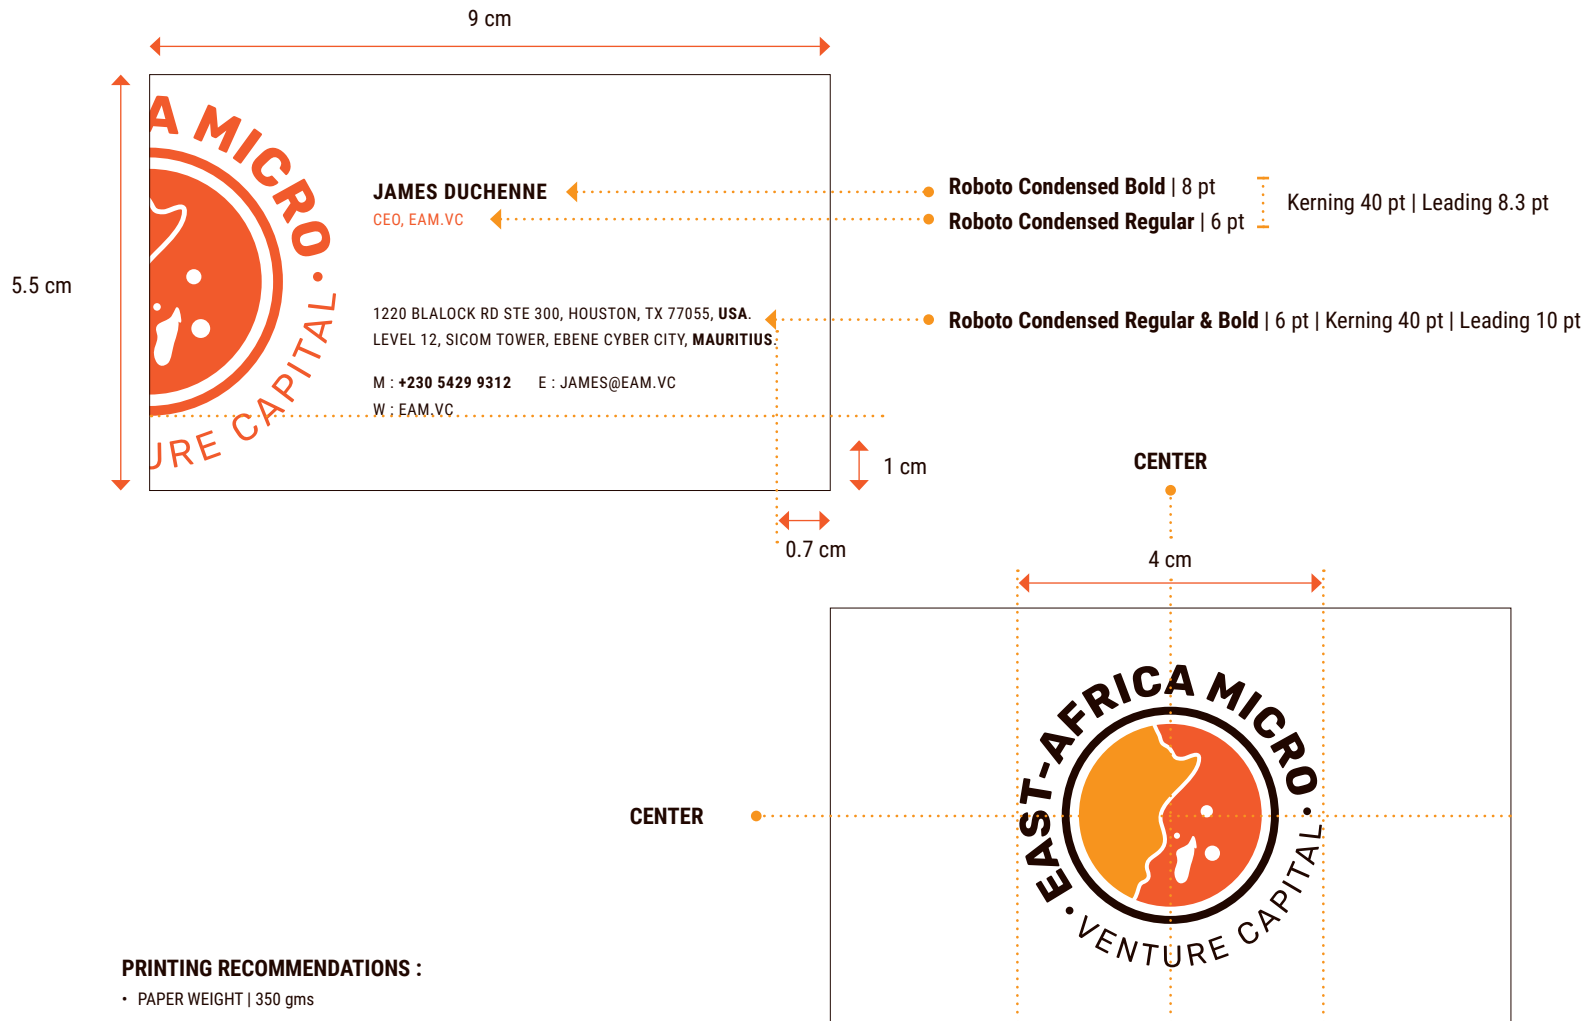 9 cm
5.5 cm
A MICRO •
URE CAPITAL
JAMES DUCHENNE
CEO, EAM.VC
Roboto Condensed Bold | 8 pt
Roboto Condensed Regular | 6 pt
Kerning 40 pt | Leading 8.3 pt
1220 BLALOCK RD STE 300, HOUSTON, TX 77055, USA.
LEVEL 12, SICOM TOWER, EBENE CYBER CITY, MAURITIUS.
Roboto Condensed Regular & Bold | 6 pt | Kerning 40 pt | Leading 10 pt
M : +230 5429 9312 E : JAMES@EAM.VC
W : EAM.VC
1 cm
0.7 cm
CENTER
4 cm
CENTER
EAST-AFRICA MICRO
• VENTURE CAPITAL •
PRINTING RECOMMENDATIONS :
• PAPER WEIGHT | 350 gms